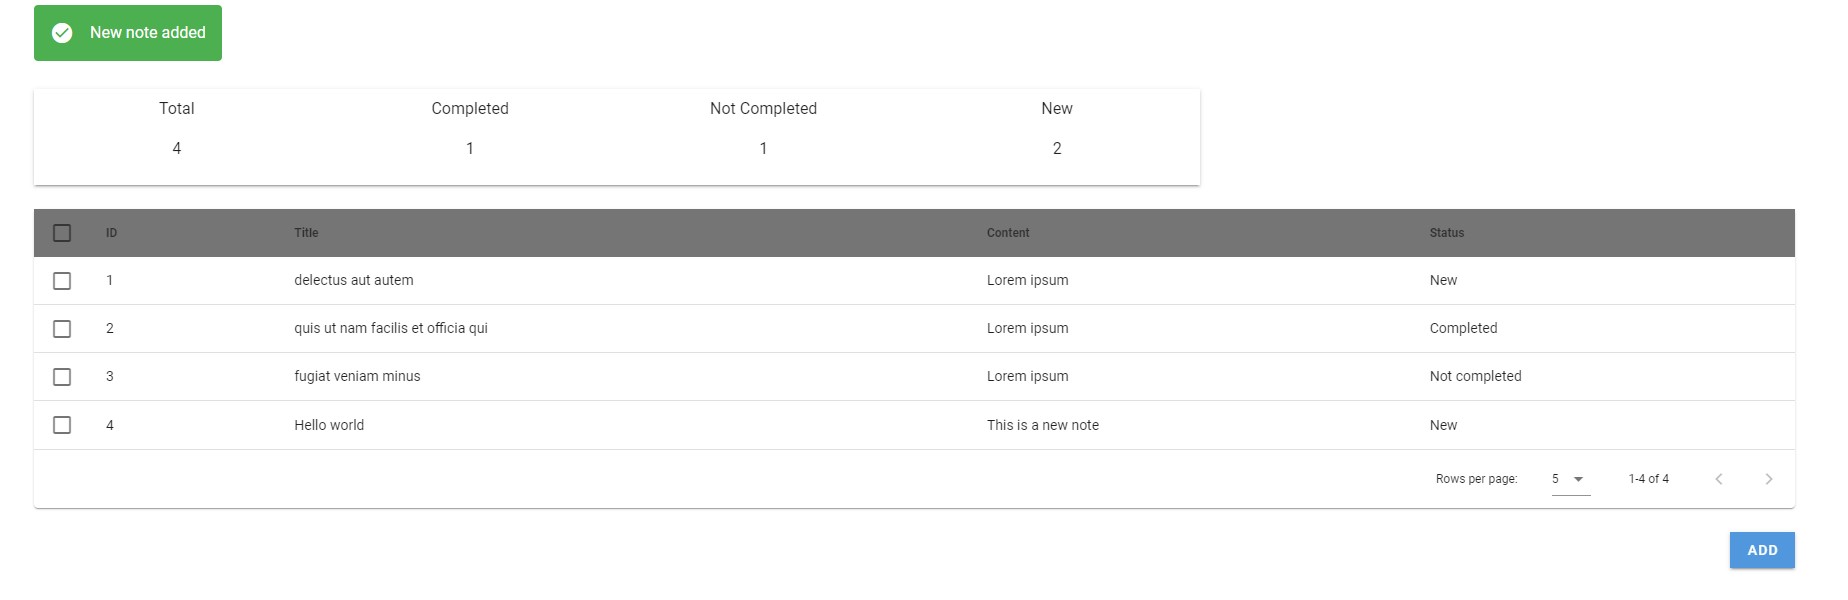 New note added
Total Completed Not Completed New
4 1 1 2
ID Title Content Status
1 delectus aut autem Lorem ipsum New
2 quis ut nam facilis et officia qui Lorem ipsum Completed
3 fugiat veniam minus Lorem ipsum Not completed
4 Hello world This is a new note New
Rows per page: 5 1-4 of 4
ADD